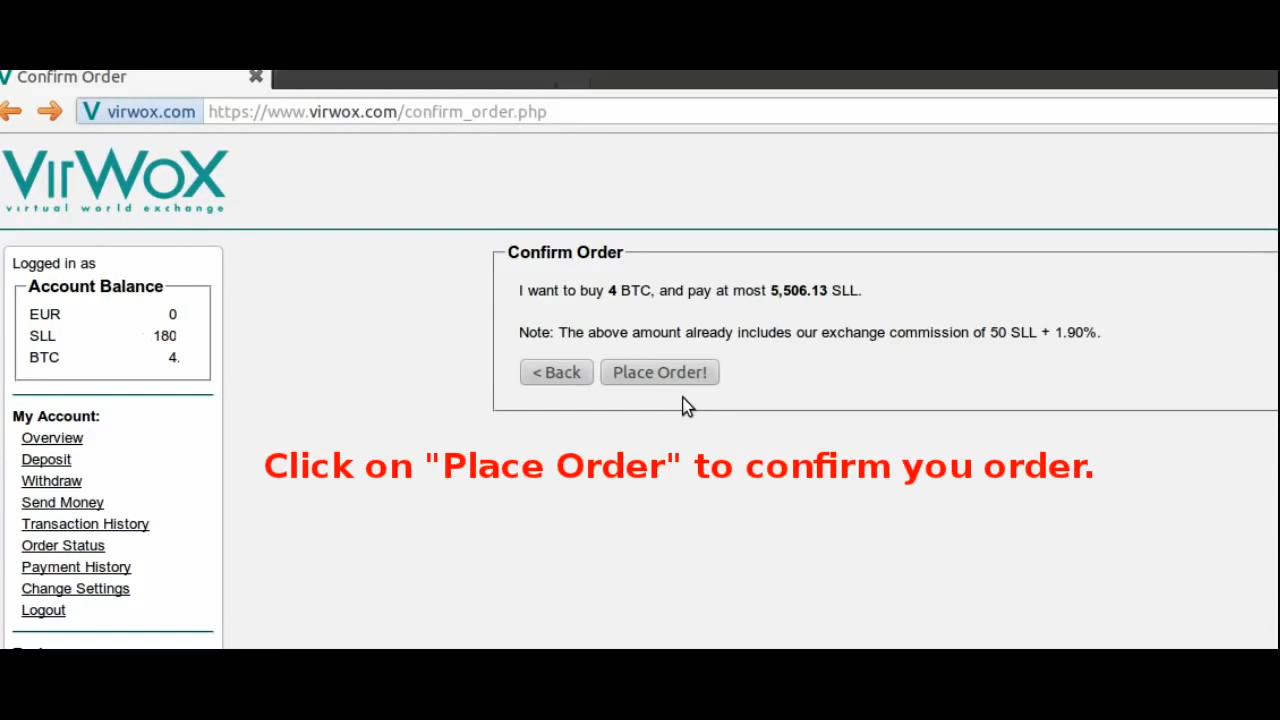 Confirm Order
virwox.com https://www.virwox.com/confirm_order.php
VirWoX
virtual world exchange
Logged in as
Account Balance
EUR 0
SLL 180
BTC 4.
My Account:
Overview
Deposit
Withdraw
Send Money
Transaction History
Order Status
Payment History
Change Settings
Logout
Confirm Order
I want to buy 4 BTC, and pay at most 5,506.13 SLL.
Note: The above amount already includes our exchange commission of 50 SLL + 1.90%.
< Back Place Order!
Click on "Place Order" to confirm you order.